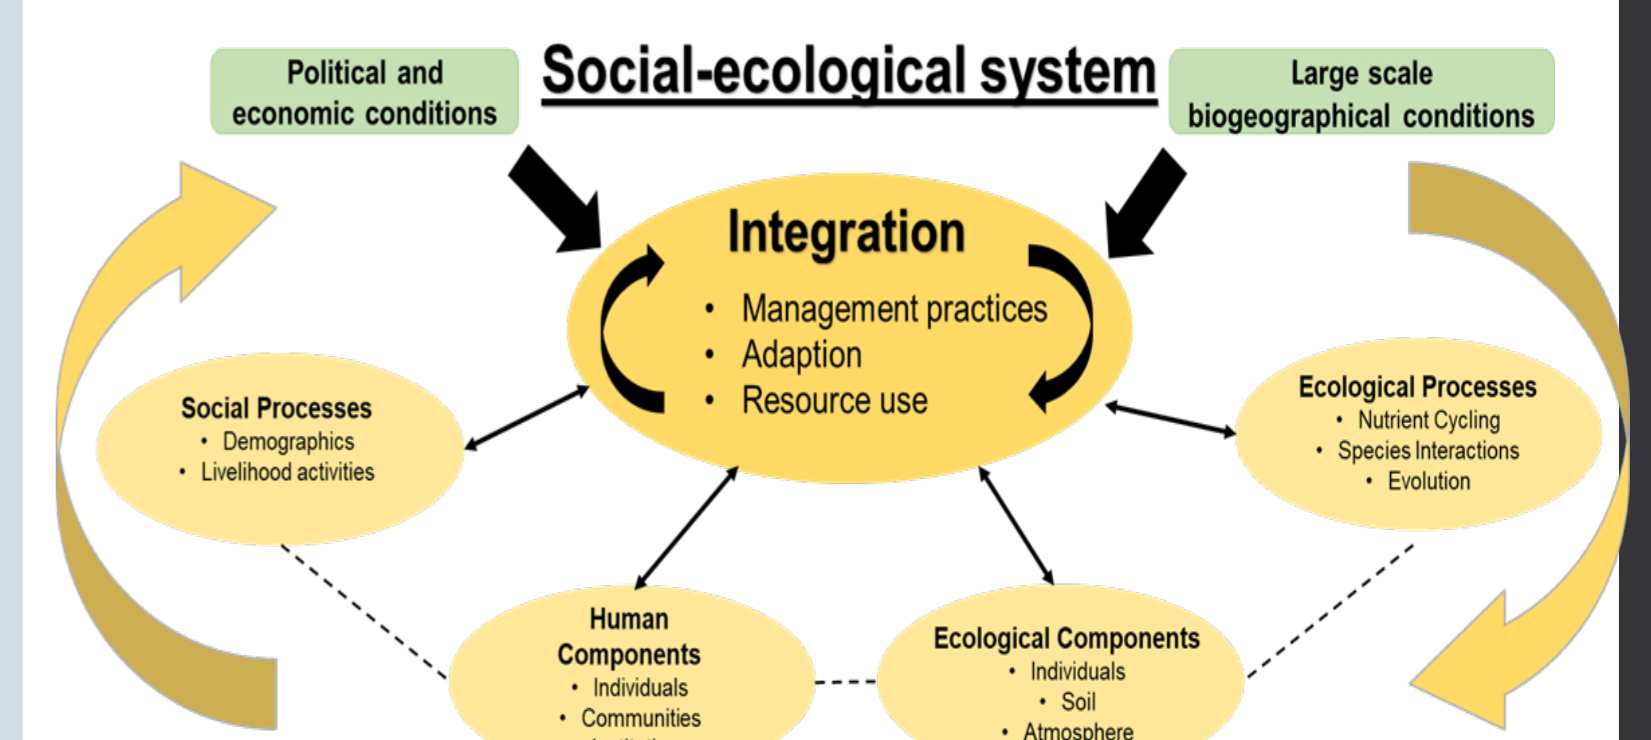 Social-ecological system
Political and
economic conditions
Large scale
biogeographical conditions
Integration
• Management practices
• Adaption
• Resource use
Social Processes
• Demographics
• Livelihood activities
Ecological Processes
• Nutrient Cycling
• Species Interactions
• Evolution
Human
Components
• Individuals
• Communities
Ecological Components
• Individuals
• Soil
• Atmosphere